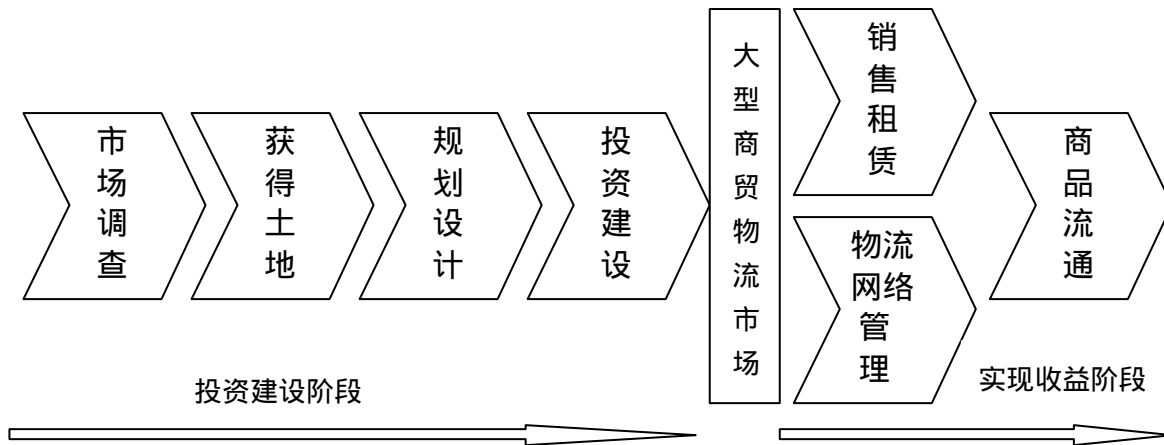 市场调查
获得土地
规划设计
投资建设
大型商贸物流市场
销售租赁
物流
网络
管
理
商品流通
投资建设阶段
实现收益阶段